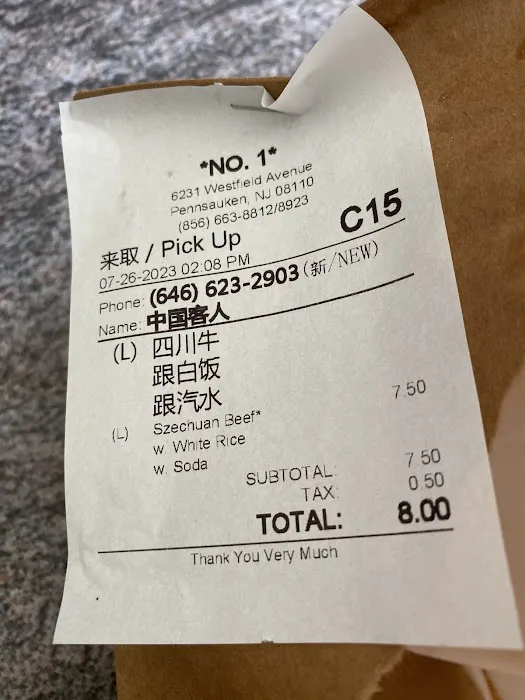 *NO. 1*
6231 Westfield Avenue
Pennsauken, NJ 08110
(856) 663-8812/8923
来取 / Pick Up C15
07-26-2023 02:08 PM
Phone: (646) 623-2903 (新/NEW)
Name: 中国客人
(L) 四川牛
跟白饭
跟汽水
(L) Szechuan Beef* 7.50
w. White Rice
w. Soda
SUBTOTAL: 7.50
TAX: 0.50
TOTAL: 8.00
Thank You Very Much